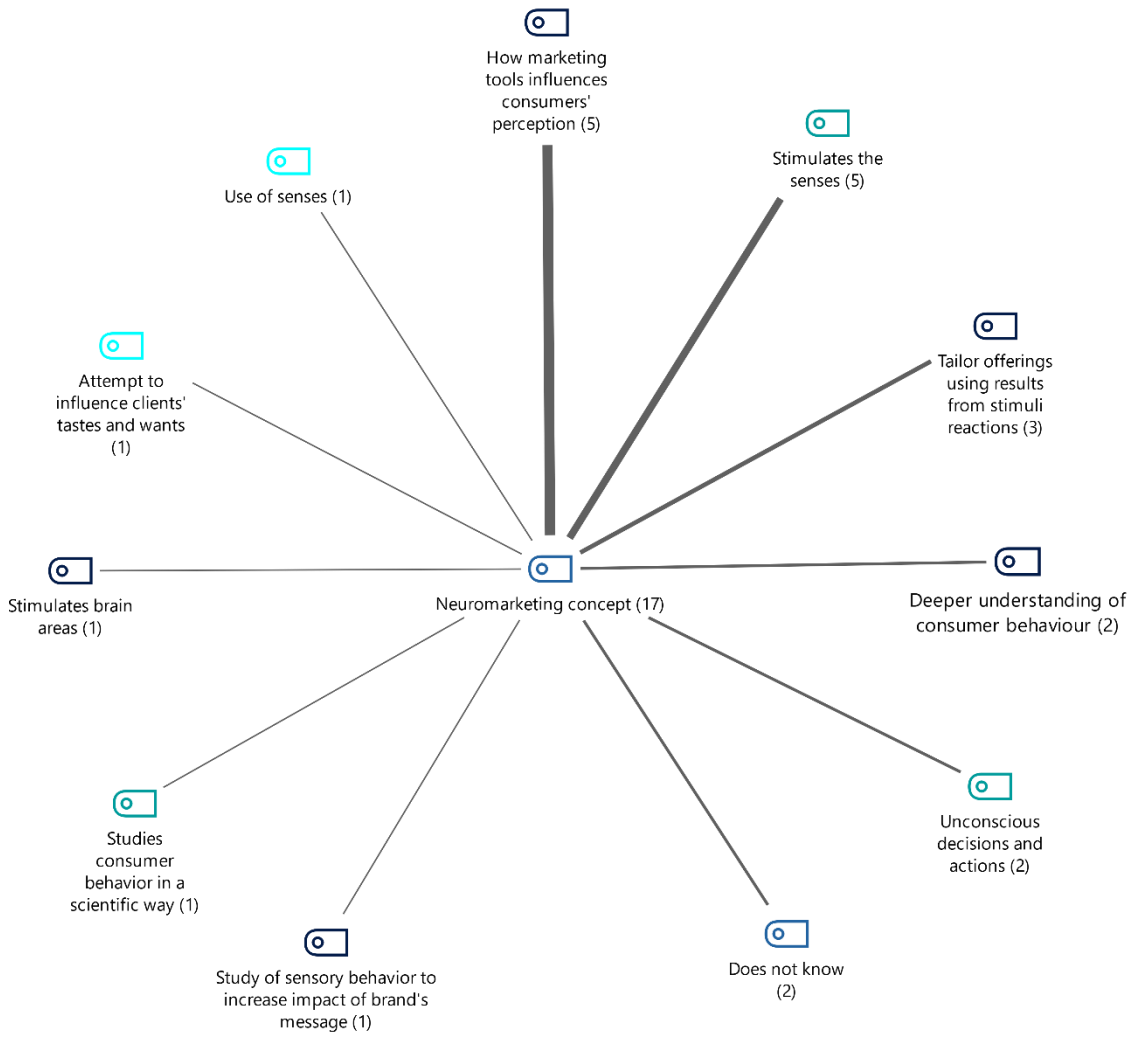 How marketing
tools influences
consumers'
perception (5)
Stimulates the
senses (5)
Use of senses (1)
Tailor offerings
using results
from stimuli
reactions (3)
Attempt to
influence clients'
tastes and wants
(1)
Deeper understanding of
consumer behaviour (2)
Neuromarketing concept (17)
Stimulates brain
areas (1)
Unconscious
decisions and
actions (2)
Studies
consumer
behavior in a
scientific way (1)
Does not know
(2)
Study of sensory behavior to
increase impact of brand's
message (1)